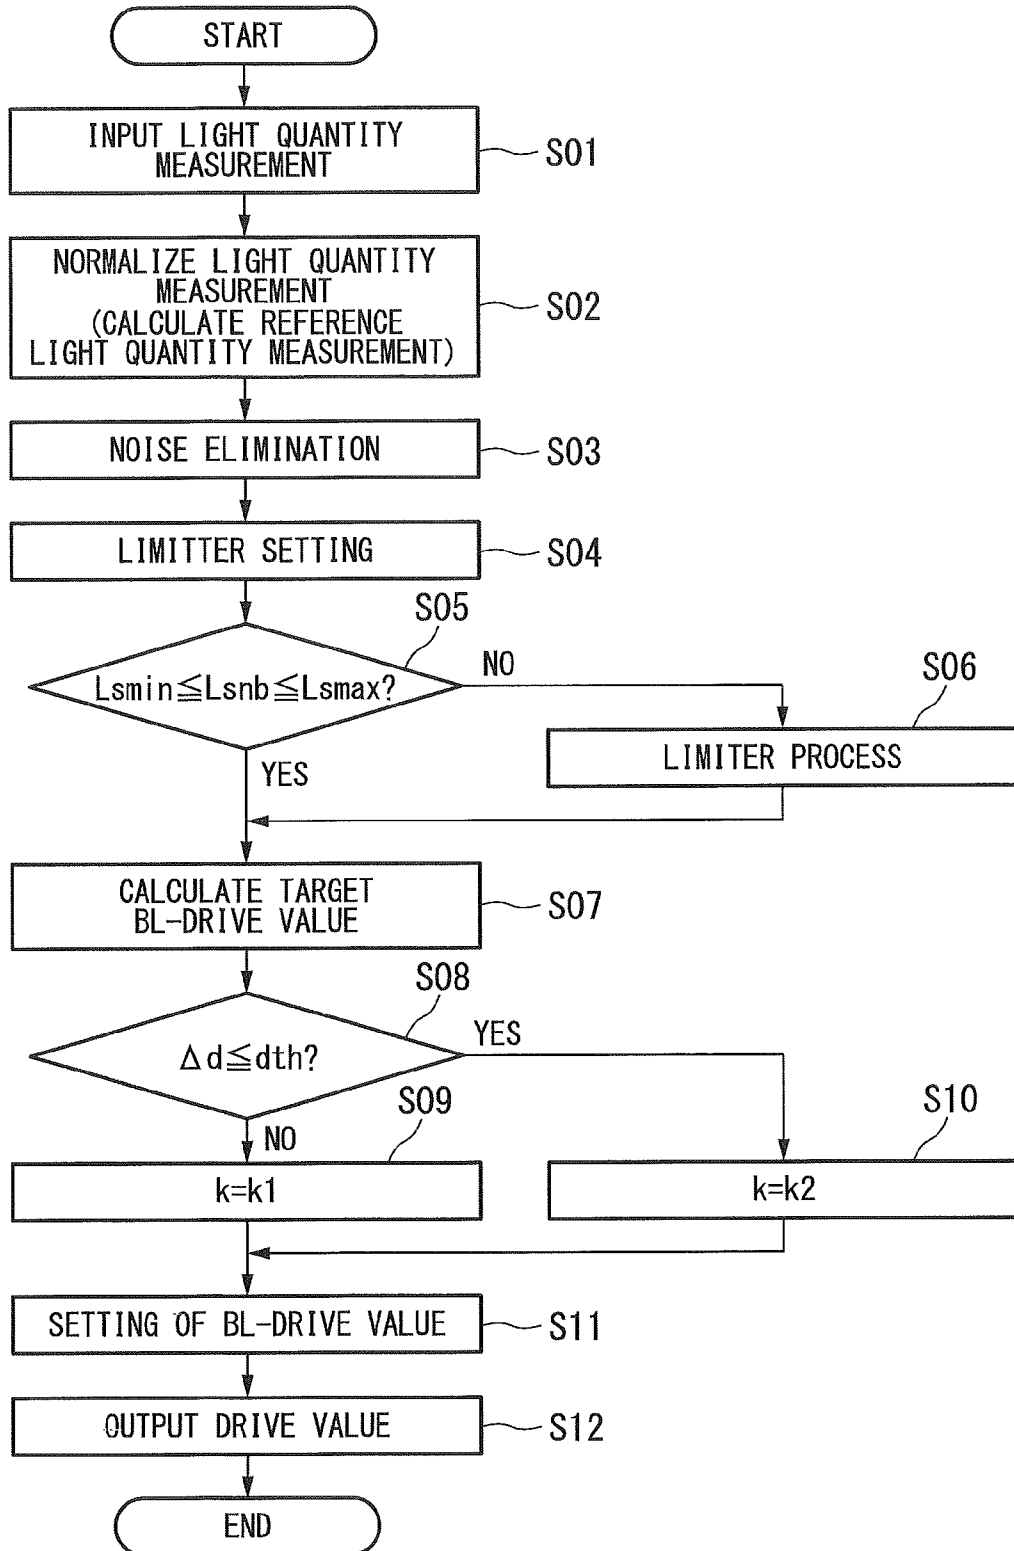 START
INPUT LIGHT QUANTITY
MEASUREMENT
S01
NORMALIZE LIGHT QUANTITY
MEASUREMENT
(CALCULATE REFERENCE
LIGHT QUANTITY MEASUREMENT)
S02
NOISE ELIMINATION
S03
LIMITTER SETTING
S04
S05
Lsmin≦Lsnb≦Lsmax?
NO
S06
LIMITER PROCESS
YES
CALCULATE TARGET
BL-DRIVE VALUE
S07
S08
Δd≦dth?
YES
S09
NO
S10
k=k1
k=k2
SETTING OF BL-DRIVE VALUE
S11
OUTPUT DRIVE VALUE
S12
END